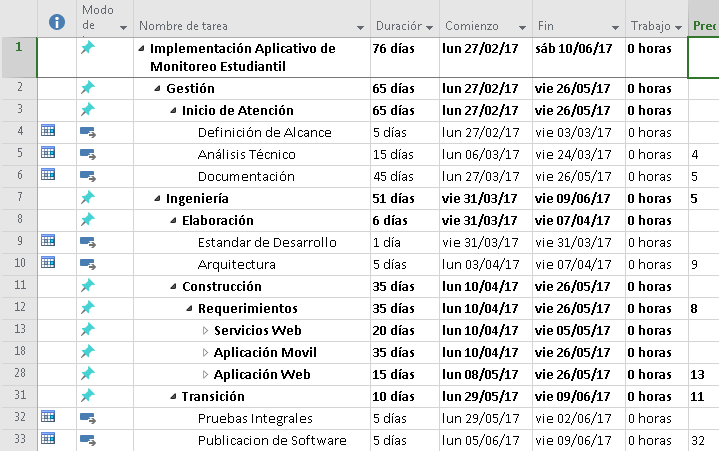 Modo de Nombre de tarea Duración Comienzo Fin Trabajo Pred
1 Implementación Aplicativo de Monitoreo Estudiantil 76 días lun 27/02/17 sáb 10/06/17 0 horas
2 Gestión 65 días lun 27/02/17 vie 26/05/17 0 horas
3 Inicio de Atención 65 días lun 27/02/17 vie 26/05/17 0 horas
4 Definición de Alcance 5 días lun 27/02/17 vie 03/03/17 0 horas
5 Análisis Técnico 15 días lun 06/03/17 vie 24/03/17 0 horas 4
6 Documentación 45 días lun 27/03/17 vie 26/05/17 0 horas 5
7 Ingeniería 51 días vie 31/03/17 vie 09/06/17 0 horas 5
8 Elaboración 6 días vie 31/03/17 vie 07/04/17 0 horas
9 Estandar de Desarrollo 1 día vie 31/03/17 vie 31/03/17 0 horas
10 Arquitectura 5 días lun 03/04/17 vie 07/04/17 0 horas 9
11 Construcción 35 días lun 10/04/17 vie 26/05/17 0 horas
12 Requerimientos 35 días lun 10/04/17 vie 26/05/17 0 horas 8
13 Servicios Web 20 días lun 10/04/17 vie 05/05/17 0 horas
18 Aplicación Movil 35 días lun 10/04/17 vie 26/05/17 0 horas
28 Aplicación Web 15 días lun 08/05/17 vie 26/05/17 0 horas 13
31 Transición 10 días lun 29/05/17 vie 09/06/17 0 horas 11
32 Pruebas Integrales 5 días lun 29/05/17 vie 02/06/17 0 horas
33 Publicacion de Software 5 días lun 05/06/17 vie 09/06/17 0 horas 32